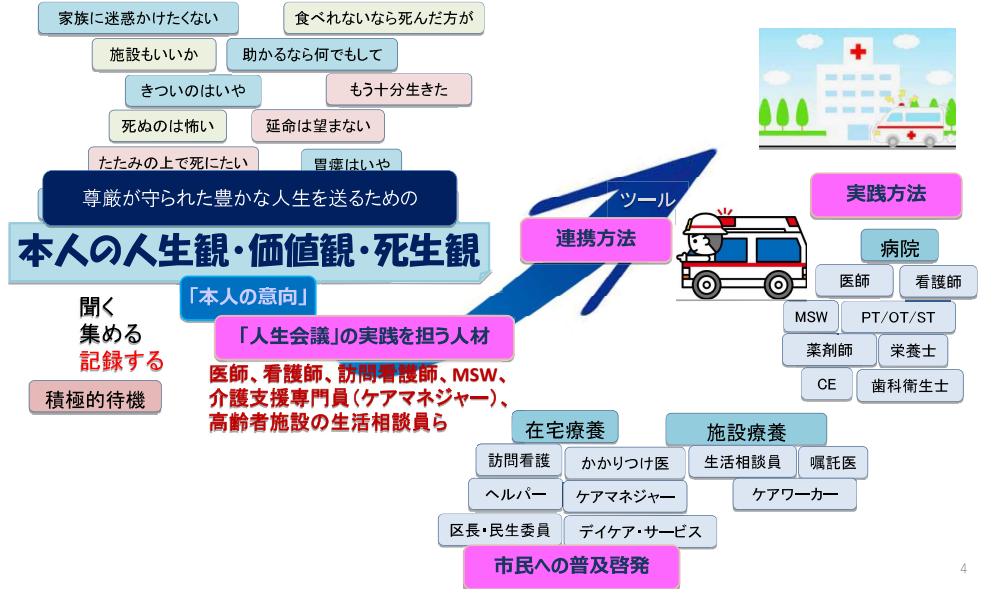 家族に迷惑かけたくない
食べれないなら死んだ方が
施設もいいか
助かるなら何でもして
きついのはいや
もう十分生きた
死ぬのは怖い
延命は望まない
たたみの上で死にたい
胃瘻はいや
尊厳が守られた豊かな人生を送るための
本人の人生観・価値観・死生観
聞く
集める
記録する
積極的待機
「本人の意向」
「人生会議」の実践を担う人材
医師、看護師、訪問看護師、MSW、
介護支援専門員（ケアマネジャー）、
高齢者施設の生活相談員ら
ツール
連携方法
実践方法
病院
医師
看護師
MSW
PT/OT/ST
薬剤師
栄養士
CE
歯科衛生士
在宅療養
訪問看護
かかりつけ医
ヘルパー
ケアマネジャー
区長・民生委員
デイケア・サービス
施設療養
生活相談員
嘱託医
ケアワーカー
市民への普及啓発
4